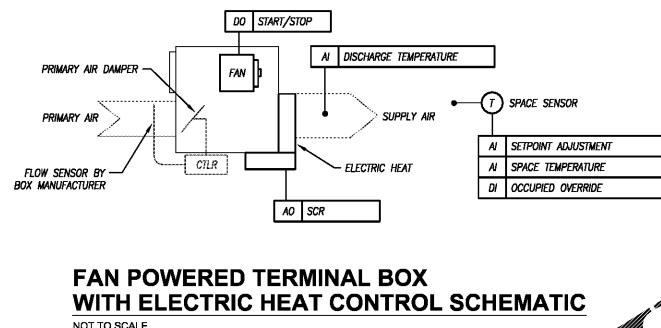 DO START/STOP
FAN
AI DISCHARGE TEMPERATURE
PRIMARY AIR DAMPER
PRIMARY AIR
SUPPLY AIR
T SPACE SENSOR
AI SETPOINT ADJUSTMENT
AI SPACE TEMPERATURE
DI OCCUPIED OVERRIDE
CTLR
ELECTRIC HEAT
FLOW SENSOR BY
BOX MANUFACTURER
AO SCR
FAN POWERED TERMINAL BOX
WITH ELECTRIC HEAT CONTROL SCHEMATIC
NOT TO SCALE